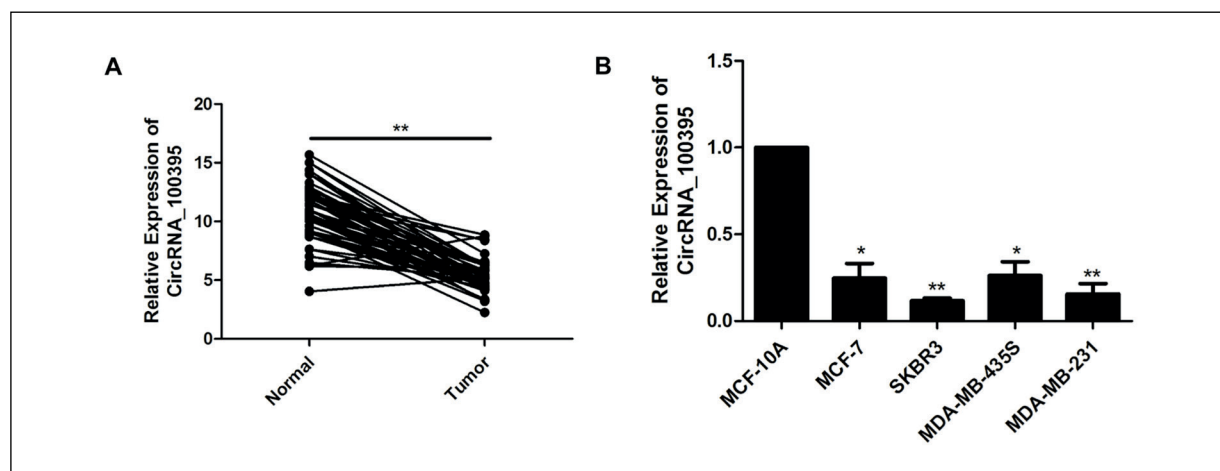 A
Relative Expression of
CircRNA_100395
20
15
10
5
0
**
Normal
Tumor
B
Relative Expression of
CircRNA_100395
1.5
1.0
0.5
0.0
*
**
*
**
MCF-10A
MCF-7
SKBR3
MDA-MB-435S
MDA-MB-231